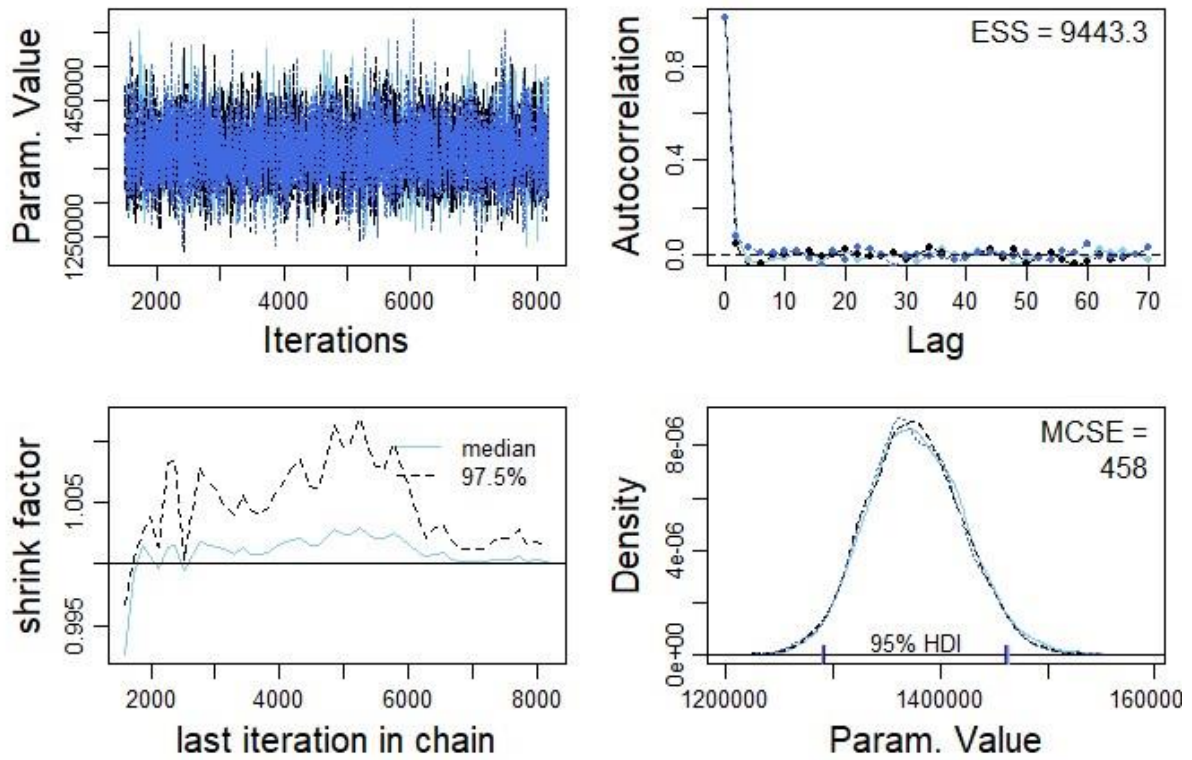 Param. Value
1450000
1250000
2000
4000
6000
8000
Iterations
Autocorrelation
0.8
0.4
0.0
ESS = 9443.3
0
10
20
30
40
50
60
70
Lag
shrink factor
1.005
0.995
median
97.5%
2000
4000
6000
8000
last iteration in chain
Density
8e-06
4e-06
0e+00
MCSE =
458
95% HDI
1200000
1400000
160000
Param. Value